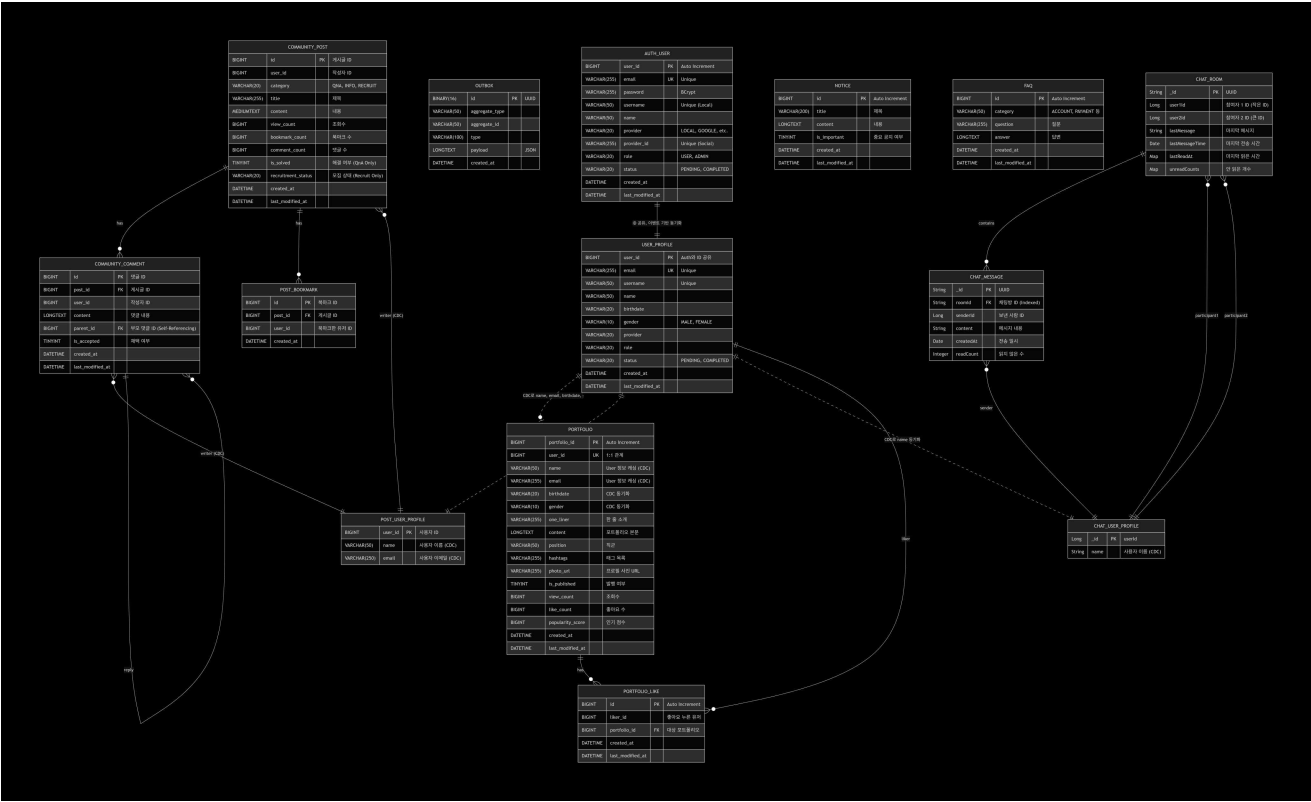 COMMUNITY_POST
BIGINT id PK 게시글 ID
BIGINT user_id 작성자 ID
VARCHAR(20) category QNA, INFO, RECRUIT
VARCHAR(255) title 제목
MEDIUMTEXT content 내용
BIGINT view_count 조회수
BIGINT bookmark_count 북마크 수
BIGINT comment_count 댓글 수
TINYINT is_solved 해결 여부 (QnA Only)
VARCHAR(20) recruitment_status 모집 상태 (Recruit Only)
DATETIME created_at
DATETIME last_modified_at
OUTBOX
BINARY(16) id PK UUID
VARCHAR(50) aggregate_type
VARCHAR(50) aggregate_id
VARCHAR(100) type
LONGTEXT payload JSON
DATETIME created_at
AUTH_USER
BIGINT user_id PK Auto Increment
VARCHAR(255) email UK Unique
VARCHAR(255) password BCrypt
VARCHAR(50) username Unique (Local)
VARCHAR(50) name
VARCHAR(20) provider LOCAL, GOOGLE, etc.
VARCHAR(255) provider_id Unique (Social)
VARCHAR(20) role USER, ADMIN
VARCHAR(20) status PENDING, COMPLETED
DATETIME created_at
DATETIME last_modified_at
NOTICE
BIGINT id PK Auto Increment
VARCHAR(200) title 제목
LONGTEXT content 내용
TINYINT is_important 중요 공지 여부
DATETIME created_at
DATETIME last_modified_at
FAQ
BIGINT id PK Auto Increment
VARCHAR(50) category ACCOUNT, PAYMENT 등
VARCHAR(255) question 질문
LONGTEXT answer 답변
DATETIME created_at
DATETIME last_modified_at
CHAT_ROOM
String _id PK UUID
Long user1Id 참여자 1 ID (작은 ID)
Long user2Id 참여자 2 ID (큰 ID)
String lastMessage 마지막 메시지
Date lastMessageTime 마지막 전송 시간
Map lastReadAt 마지막 읽은 시간
Map unreadCounts 안 읽은 개수
has
has
공유, 이벤트 기반 동기화
contains
COMMUNITY_COMMENT
BIGINT id PK 댓글 ID
BIGINT post_id FK 게시글 ID
BIGINT user_id 작성자 ID
LONGTEXT content 댓글 내용
BIGINT parent_id FK 부모 댓글 ID (Self-Referencing)
TINYINT is_accepted 채택 여부
DATETIME created_at
DATETIME last_modified_at
POST_BOOKMARK
BIGINT id PK 북마크 ID
BIGINT post_id FK 게시글 ID
BIGINT user_id 북마크한 유저 ID
DATETIME created_at
writer (CDC)
USER_PROFILE
BIGINT user_id PK Auth와 ID 공유
VARCHAR(255) email UK Unique
VARCHAR(50) username Unique
VARCHAR(50) name
VARCHAR(20) birthdate
VARCHAR(10) gender MALE, FEMALE
VARCHAR(20) provider
VARCHAR(20) role
VARCHAR(20) status PENDING, COMPLETED
DATETIME created_at
DATETIME last_modified_at
CHAT_MESSAGE
String _id PK UUID
String roomId FK 채팅방 ID (Indexed)
Long senderId 보낸 사람 ID
String content 메시지 내용
Date createdAt 전송 일시
Integer readCount 읽지 않은 수
participant1
participant2
CDC로 name, email, birthdate,
sender
writer (CDC)
CDC로 name 동기화
PORTFOLIO
BIGINT portfolio_id PK Auto Increment
BIGINT user_id UK 1:1 관계
VARCHAR(50) name User 정보 캐싱 (CDC)
VARCHAR(255) email User 정보 캐싱 (CDC)
VARCHAR(20) birthdate CDC 동기화
VARCHAR(10) gender CDC 동기화
VARCHAR(255) one_liner 한 줄 소개
LONGTEXT content 포트폴리오 본문
VARCHAR(50) position 직군
VARCHAR(255) hashtags 태그 목록
VARCHAR(255) photo_url 프로필 사진 URL
TINYINT is_published 발행 여부
BIGINT view_count 조회수
BIGINT like_count 좋아요 수
BIGINT popularity_score 인기 점수
DATETIME created_at
DATETIME last_modified_at
POST_USER_PROFILE
BIGINT user_id PK 사용자 ID
VARCHAR(50) name 사용자 이름 (CDC)
VARCHAR(250) email 사용자 이메일 (CDC)
CHAT_USER_PROFILE
Long _id PK userId
String name 사용자 이름 (CDC)
liker
reply
has
PORTFOLIO_LIKE
BIGINT id PK Auto Increment
BIGINT liker_id 좋아요 누른 유저
BIGINT portfolio_id FK 대상 포트폴리오
DATETIME created_at
DATETIME last_modified_at